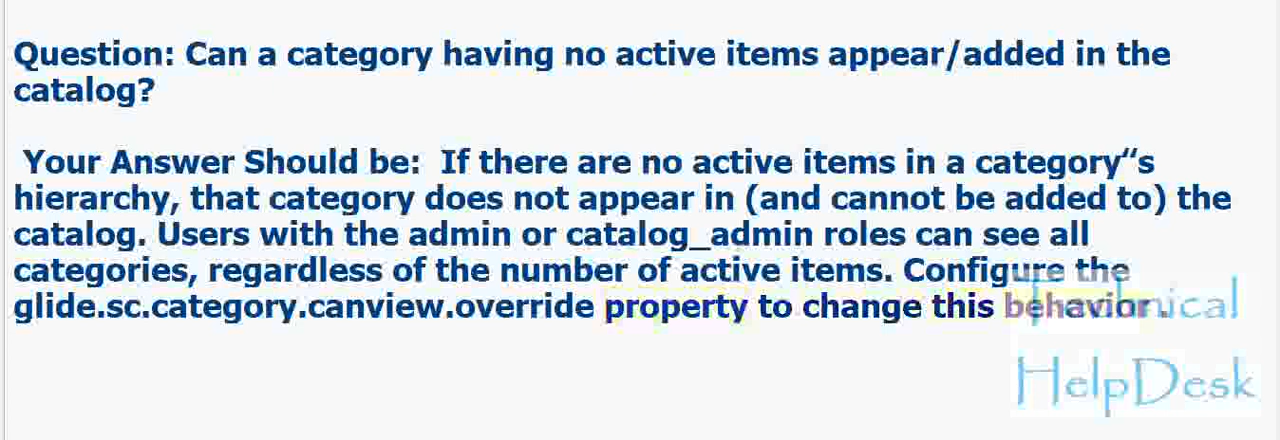 Question: Can a category having no active items appear/added in the
catalog?
Your Answer Should be: If there are no active items in a category“s
hierarchy, that category does not appear in (and cannot be added to) the
catalog. Users with the admin or catalog_admin roles can see all
categories, regardless of the number of active items. Configure the
glide.sc.category.canview.override property to change this behavior.
Technical
HelpDesk